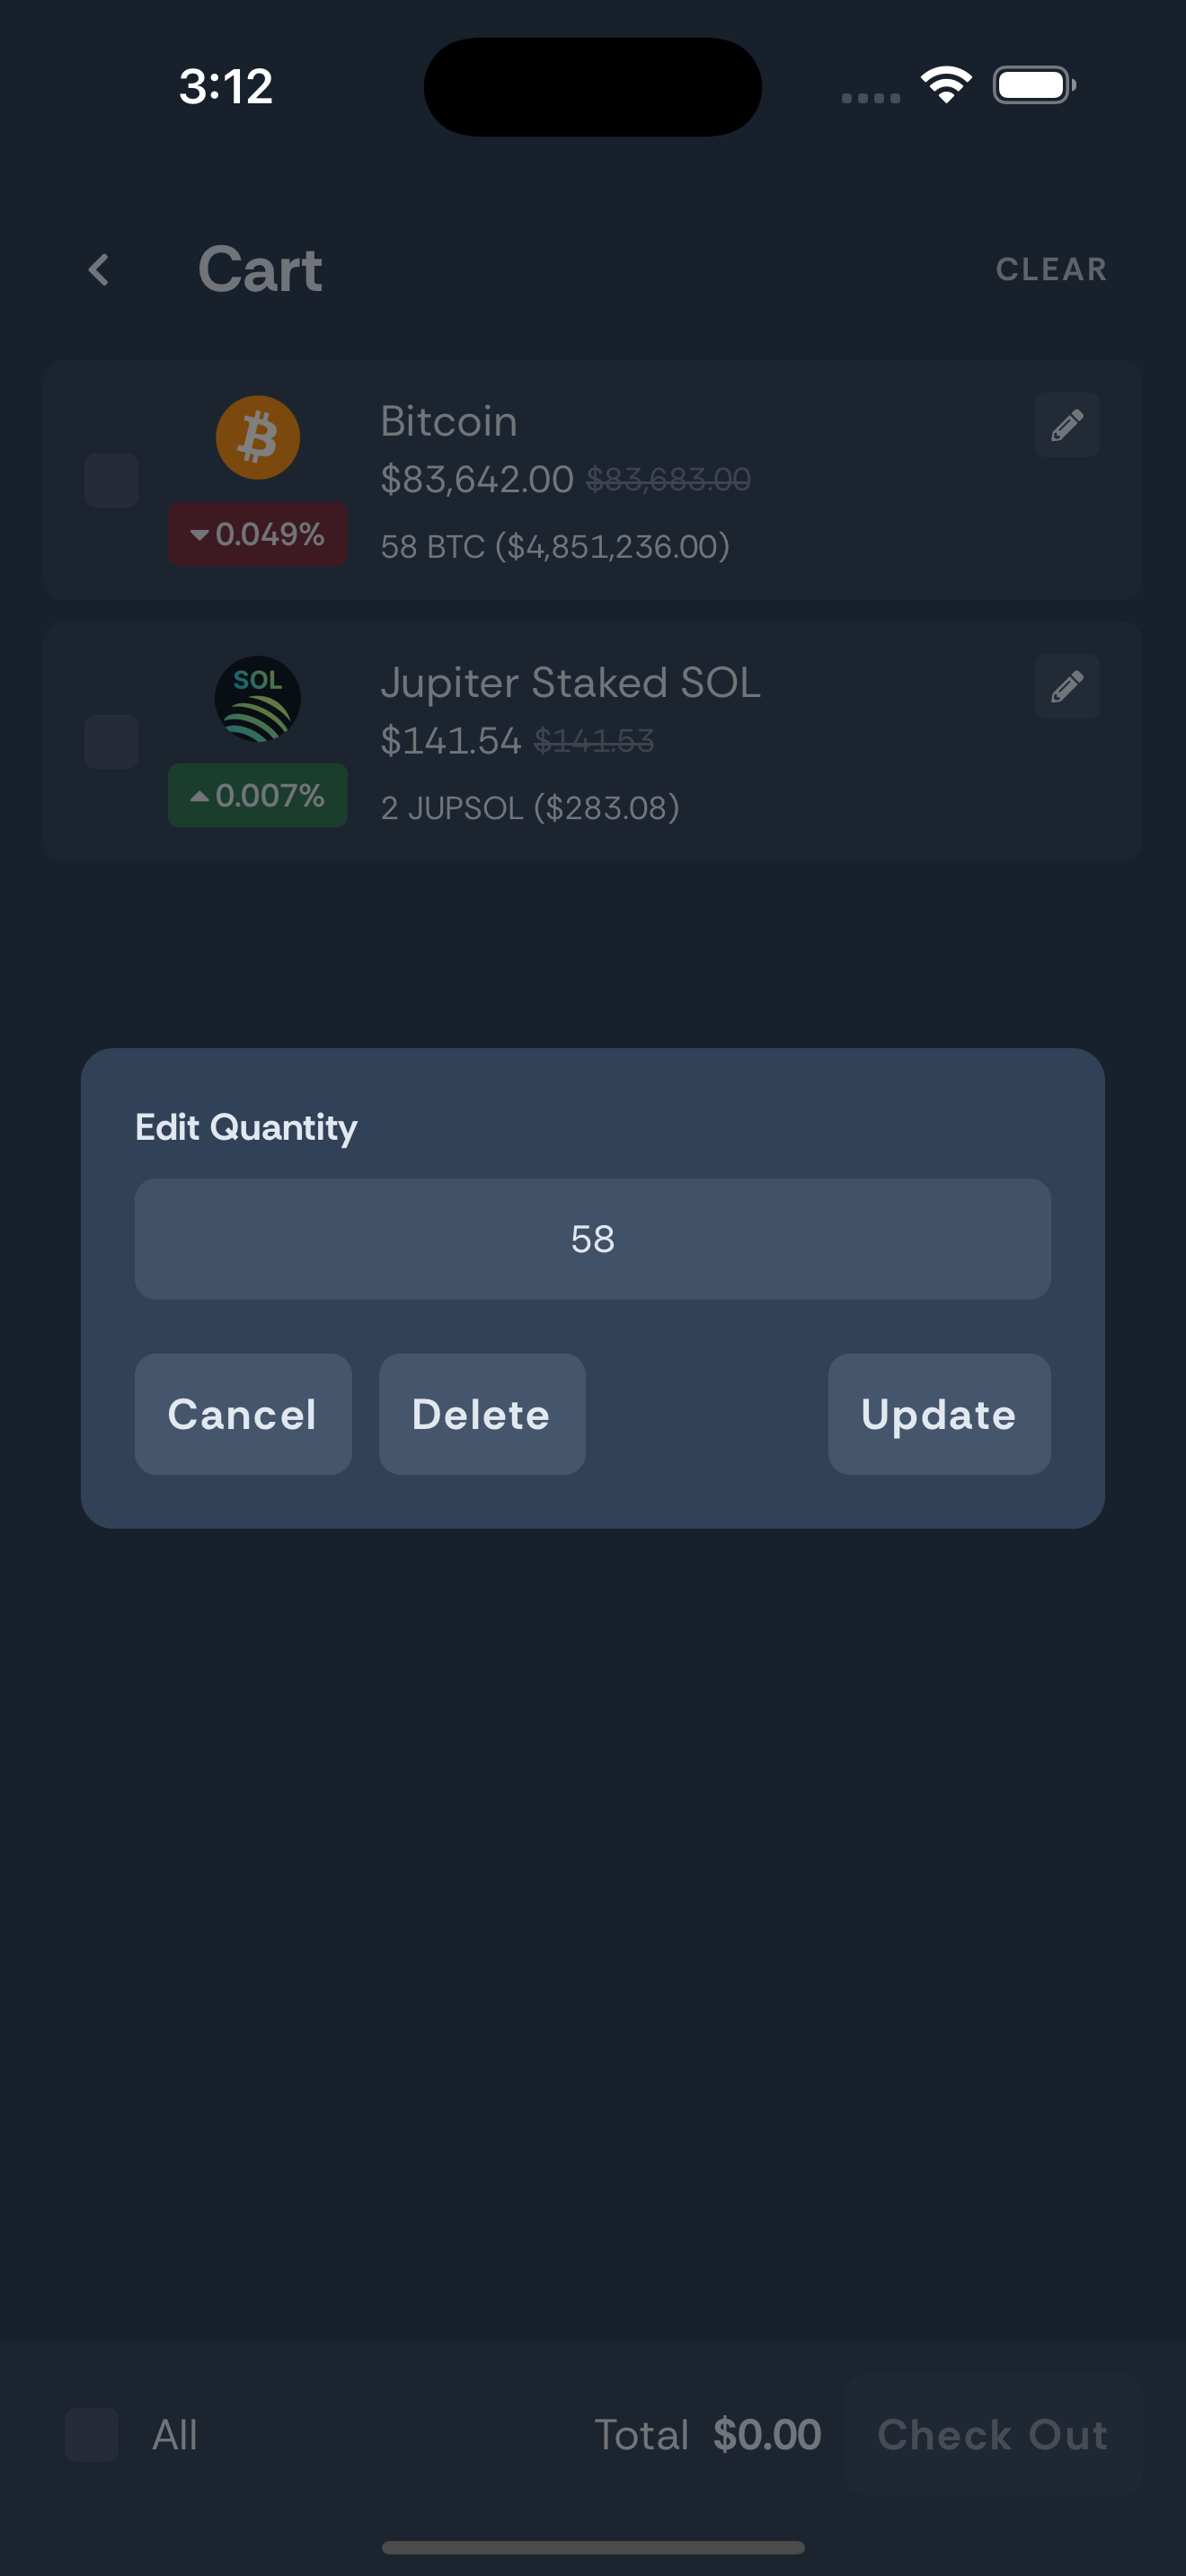 3:12
Cart
CLEAR
Bitcoin
$83,642.00 $83,683.00
0.049%
58 BTC ($4,851,236.00)
SOL
Jupiter Staked SOL
$141.54 $141.53
0.007%
2 JUPSOL ($283.08)
Edit Quantity
58
Cancel Delete Update
All Total $0.00 Check Out